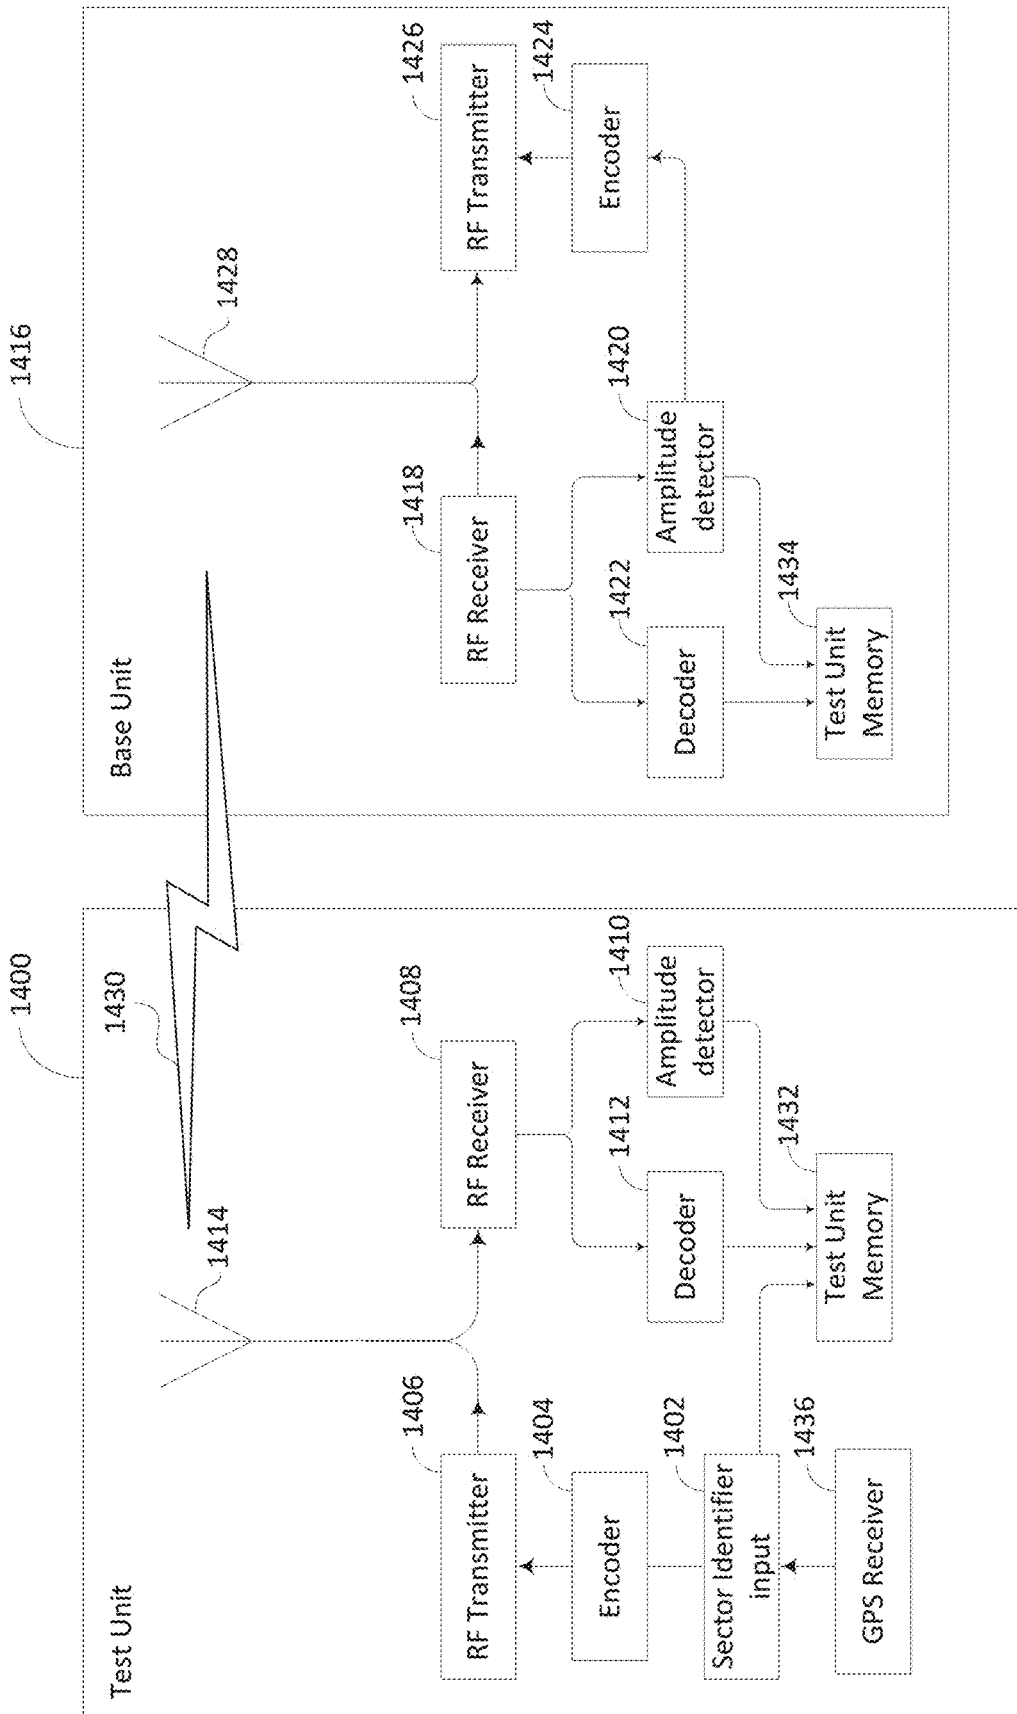 Test Unit
1400
1430
1414
RF Transmitter
1406
RF Receiver
1408
Encoder
1404
Sector Identifier
input
1402
Decoder
1412
Amplitude
detector
1410
GPS Receiver
1436
Test Unit
Memory
1432
Base Unit
1416
1428
RF Receiver
1418
RF Transmitter
1426
Encoder
1424
Decoder
1422
Amplitude
detector
1420
Test Unit
Memory
1434